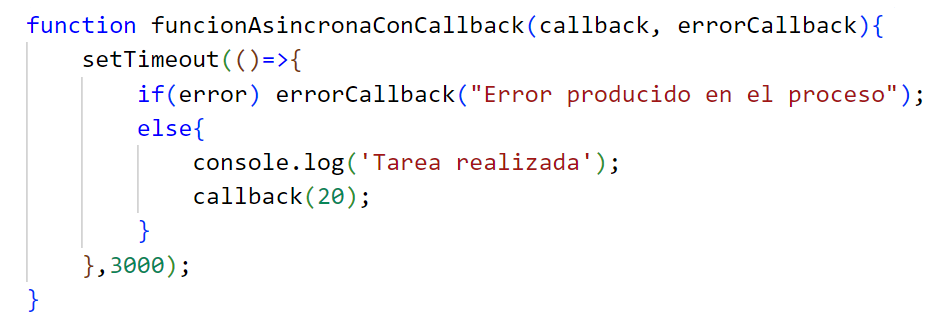 function funcionAsincronaConCallback(callback, errorCallback){
    setTimeout(()=>{
        if(error) errorCallback("Error producido en el proceso");
        else{
            console.log('Tarea realizada');
            callback(20);
        }
    },3000);
}